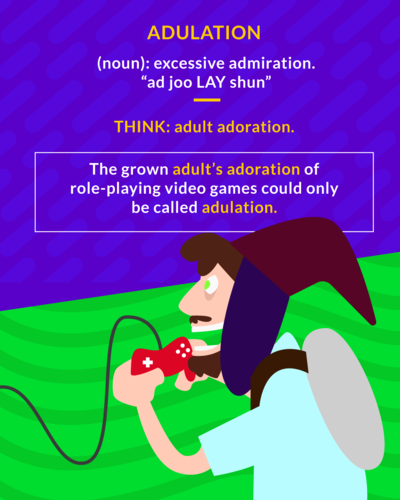 ADULATION
(noun): excessive admiration.
“ad joo LAY shun”
THINK: adult adoration.
The grown adult’s adoration of
role-playing video games could only
be called adulation.